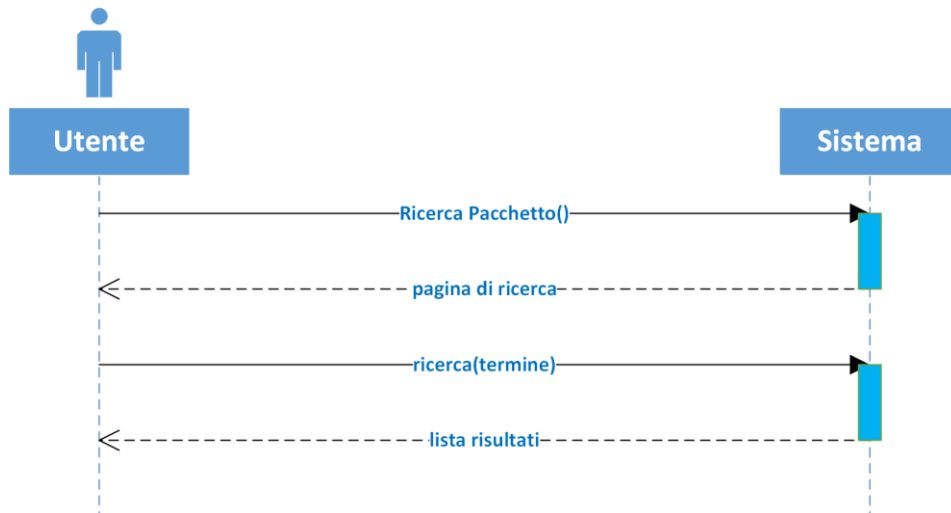 Utente
Sistema
Ricerca Pacchetto()
pagina di ricerca
ricerca(termine)
lista risultati